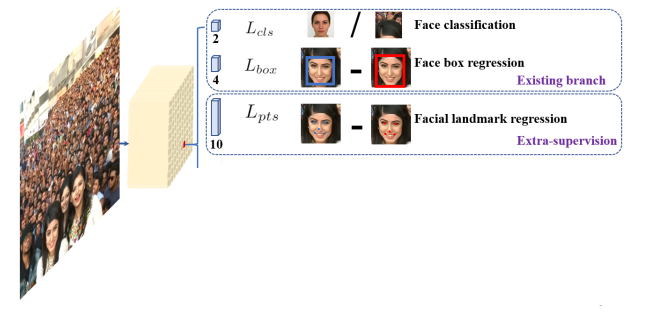 2
L_cls
/
Face classification
4
L_box
-
Face box regression
Existing branch
10
L_pts
-
Facial landmark regression
Extra-supervision